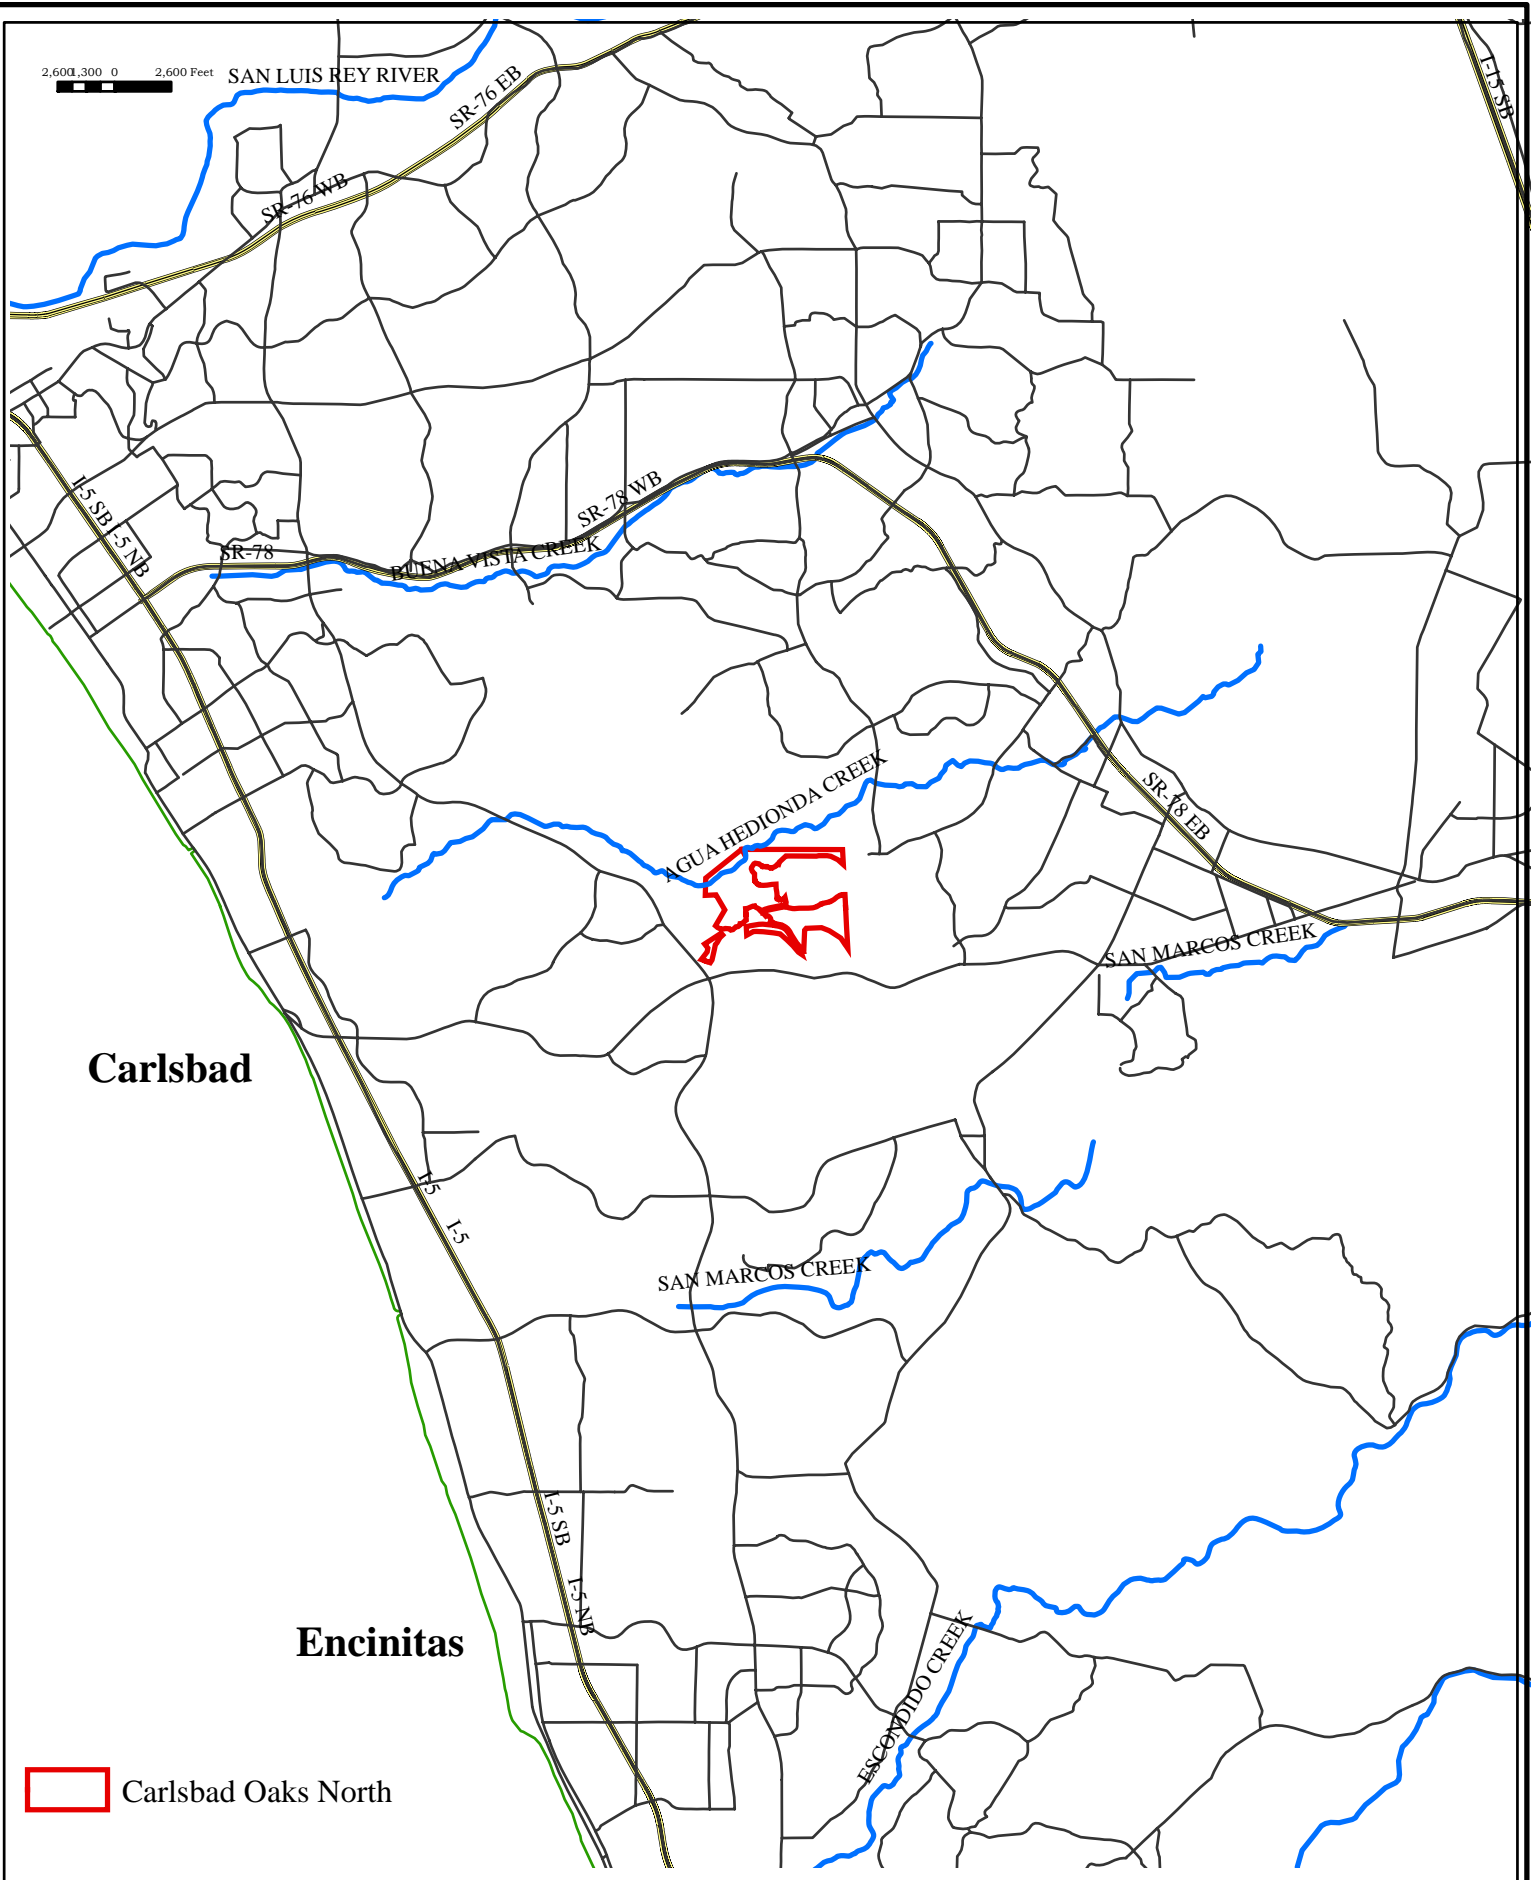 2,600 1,300 0 2,600 Feet
SAN LUIS REY RIVER
SR-76 EB
I-15 SB
SR-76 WB
I-5 SB
I-5 NB
SR-78 WB
SR-78
BUENA VISTA CREEK
AGUA HEDIONDA CREEK
SR-78 EB
SAN MARCOS CREEK
Carlsbad
I-5
I-5
SAN MARCOS CREEK
I-5 SB
I-5 NB
Encinitas
ESCONDIDO CREEK
Carlsbad Oaks North